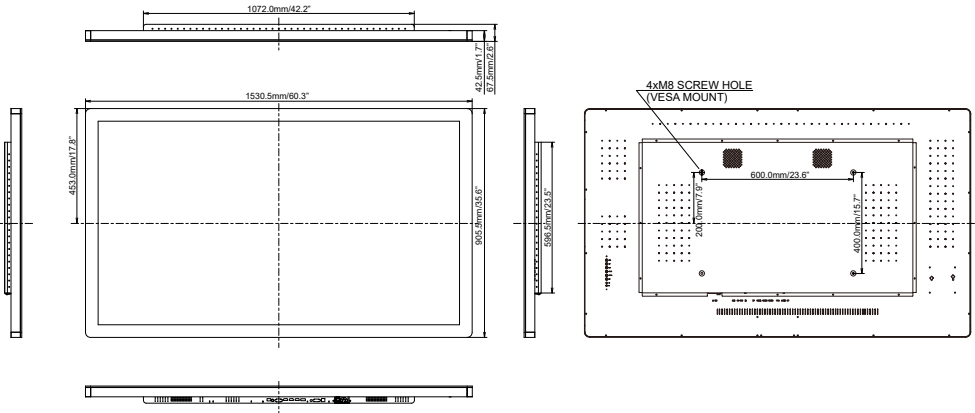 1072.0mm/42.2"
42.5mm/1.7"
67.5mm/2.6"
1530.5mm/60.3"
453.0mm/17.8"
905.5mm/35.6"
596.5mm/23.5"
4xM8 SCREW HOLE
(VESA MOUNT)
600.0mm/23.6"
200.0mm/7.9"
400.0mm/15.7"